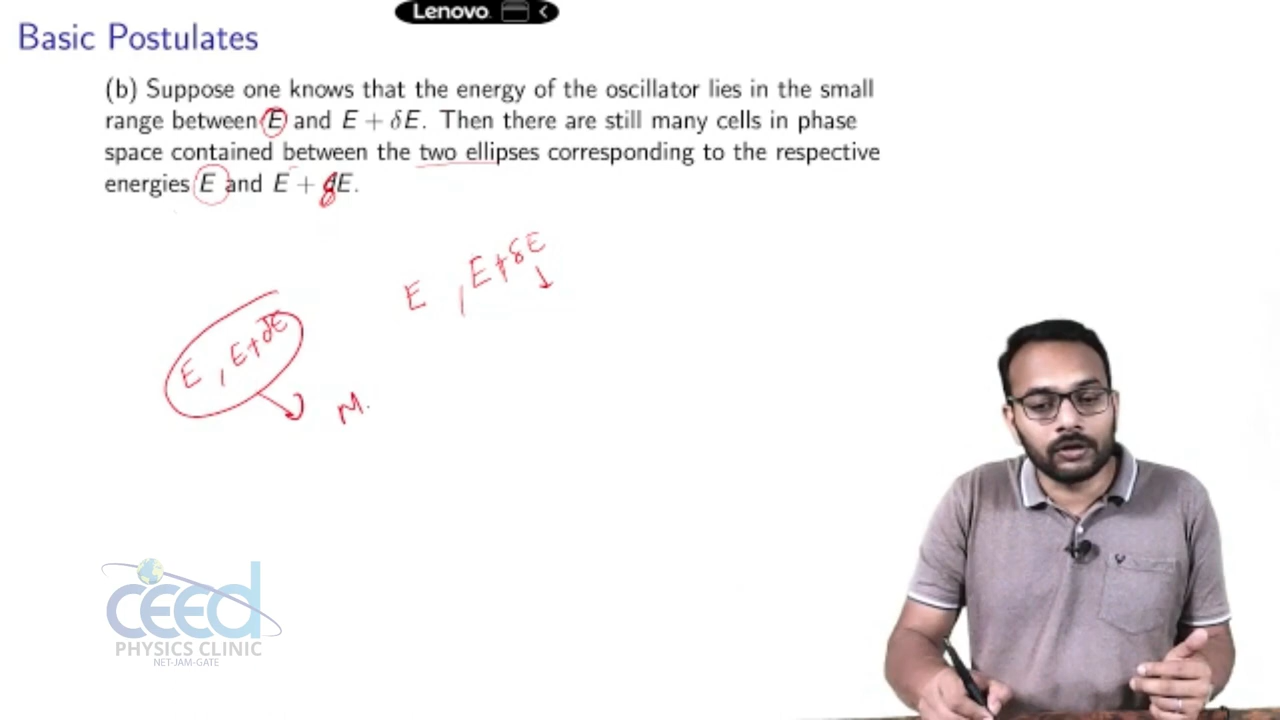 Lenovo
Basic Postulates
(b) Suppose one knows that the energy of the oscillator lies in the small
range between E and E + δE. Then there are still many cells in phase
space contained between the two ellipses corresponding to the respective
energies E and E + δE.
E , E+δE
E , E+δE
M.
ceed
PHYSICS CLINIC
NET-JAM-GATE